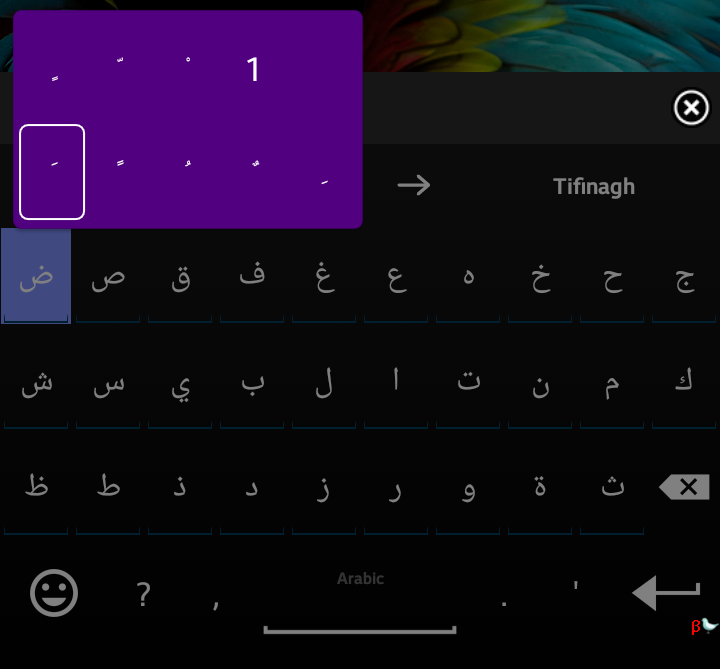 ٍ ّ ْ 1
َ ً ُ ٌ ِ
→ Tifinagh
ض ص ق ف غ ع ه خ ح ج
ش س ي ب ل ا ت ن م ك
ظ ط ذ د ز ر و ة ث
? , Arabic . '
β